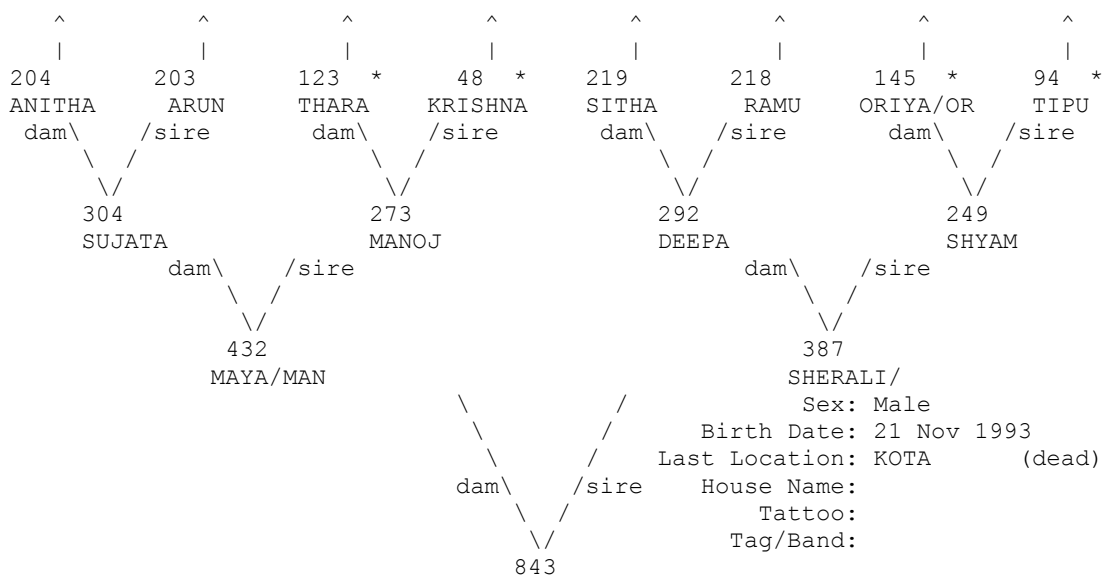 ^ ^ ^ ^ ^ ^ ^ ^
| | | | | | | |
204 203 123 * 48 * 219 218 145 * 94 *
ANITHA ARUN THARA KRISHNA SITHA RAMU ORIYA/OR TIPU
dam\ /sire dam\ /sire dam\ /sire dam\ /sire
\ / \ / \ / \ /
\/ \/ \/ \/
304 273 292 249
SUJATA MANOJ DEEPA SHYAM
dam\ /sire dam\ /sire
\ / \ /
\/ \/
432 387
MAYA/MAN SHERALI/
\ / Sex: Male
\ / Birth Date: 21 Nov 1993
\ / Last Location: KOTA (dead)
dam\ /sire House Name:
\ / Tattoo:
\/ Tag/Band:
843